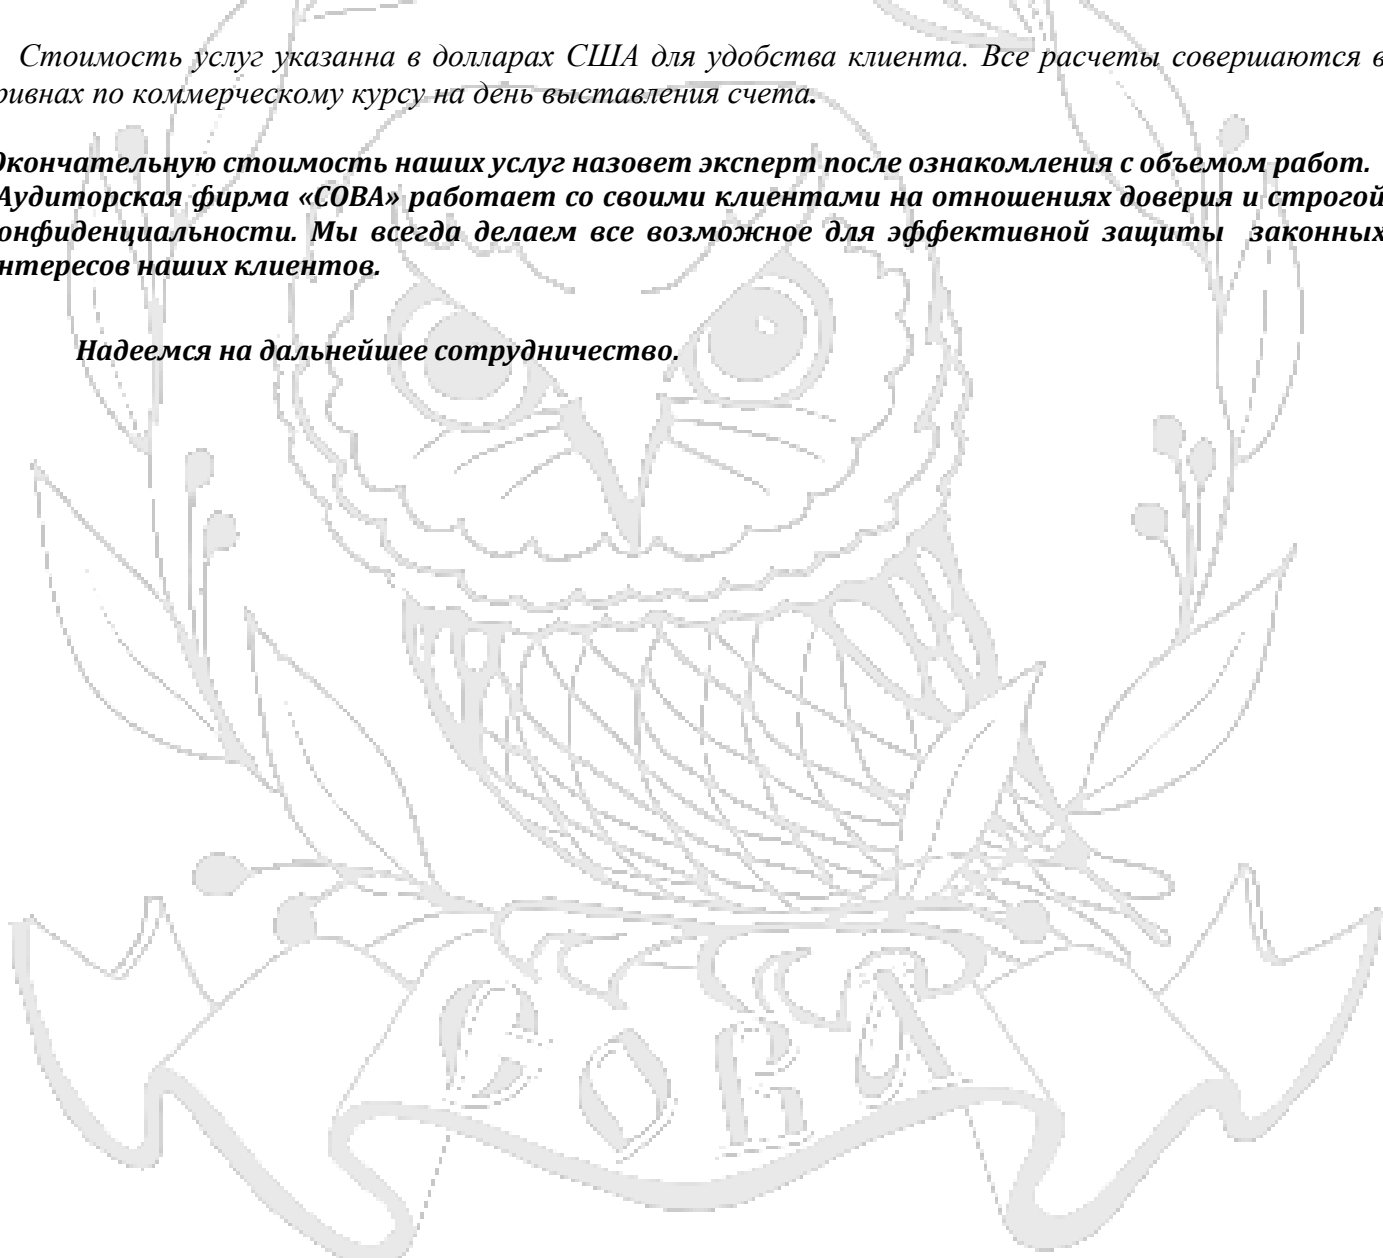 Стоимость услуг указанна в долларах США для удобства клиента. Все расчеты совершаются в
ривнах по коммерческому курсу на день выставления счета.
Окончательную стоимость наших услуг назовет эксперт после ознакомления с объемом работ.
Аудиторская фирма «СОВА» работает со своими клиентами на отношениях доверия и строгой
онфиденциальности. Мы всегда делаем все возможное для эффективной защиты законных
нтересов наших клиентов.
Надеемся на дальнейшее сотрудничество.
СОВА